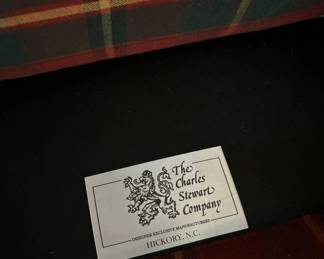 The
Charles
Stewart
Company
DESIGNER EXCLUSIVE MANUFACTURERS
HICKORY, N.C.